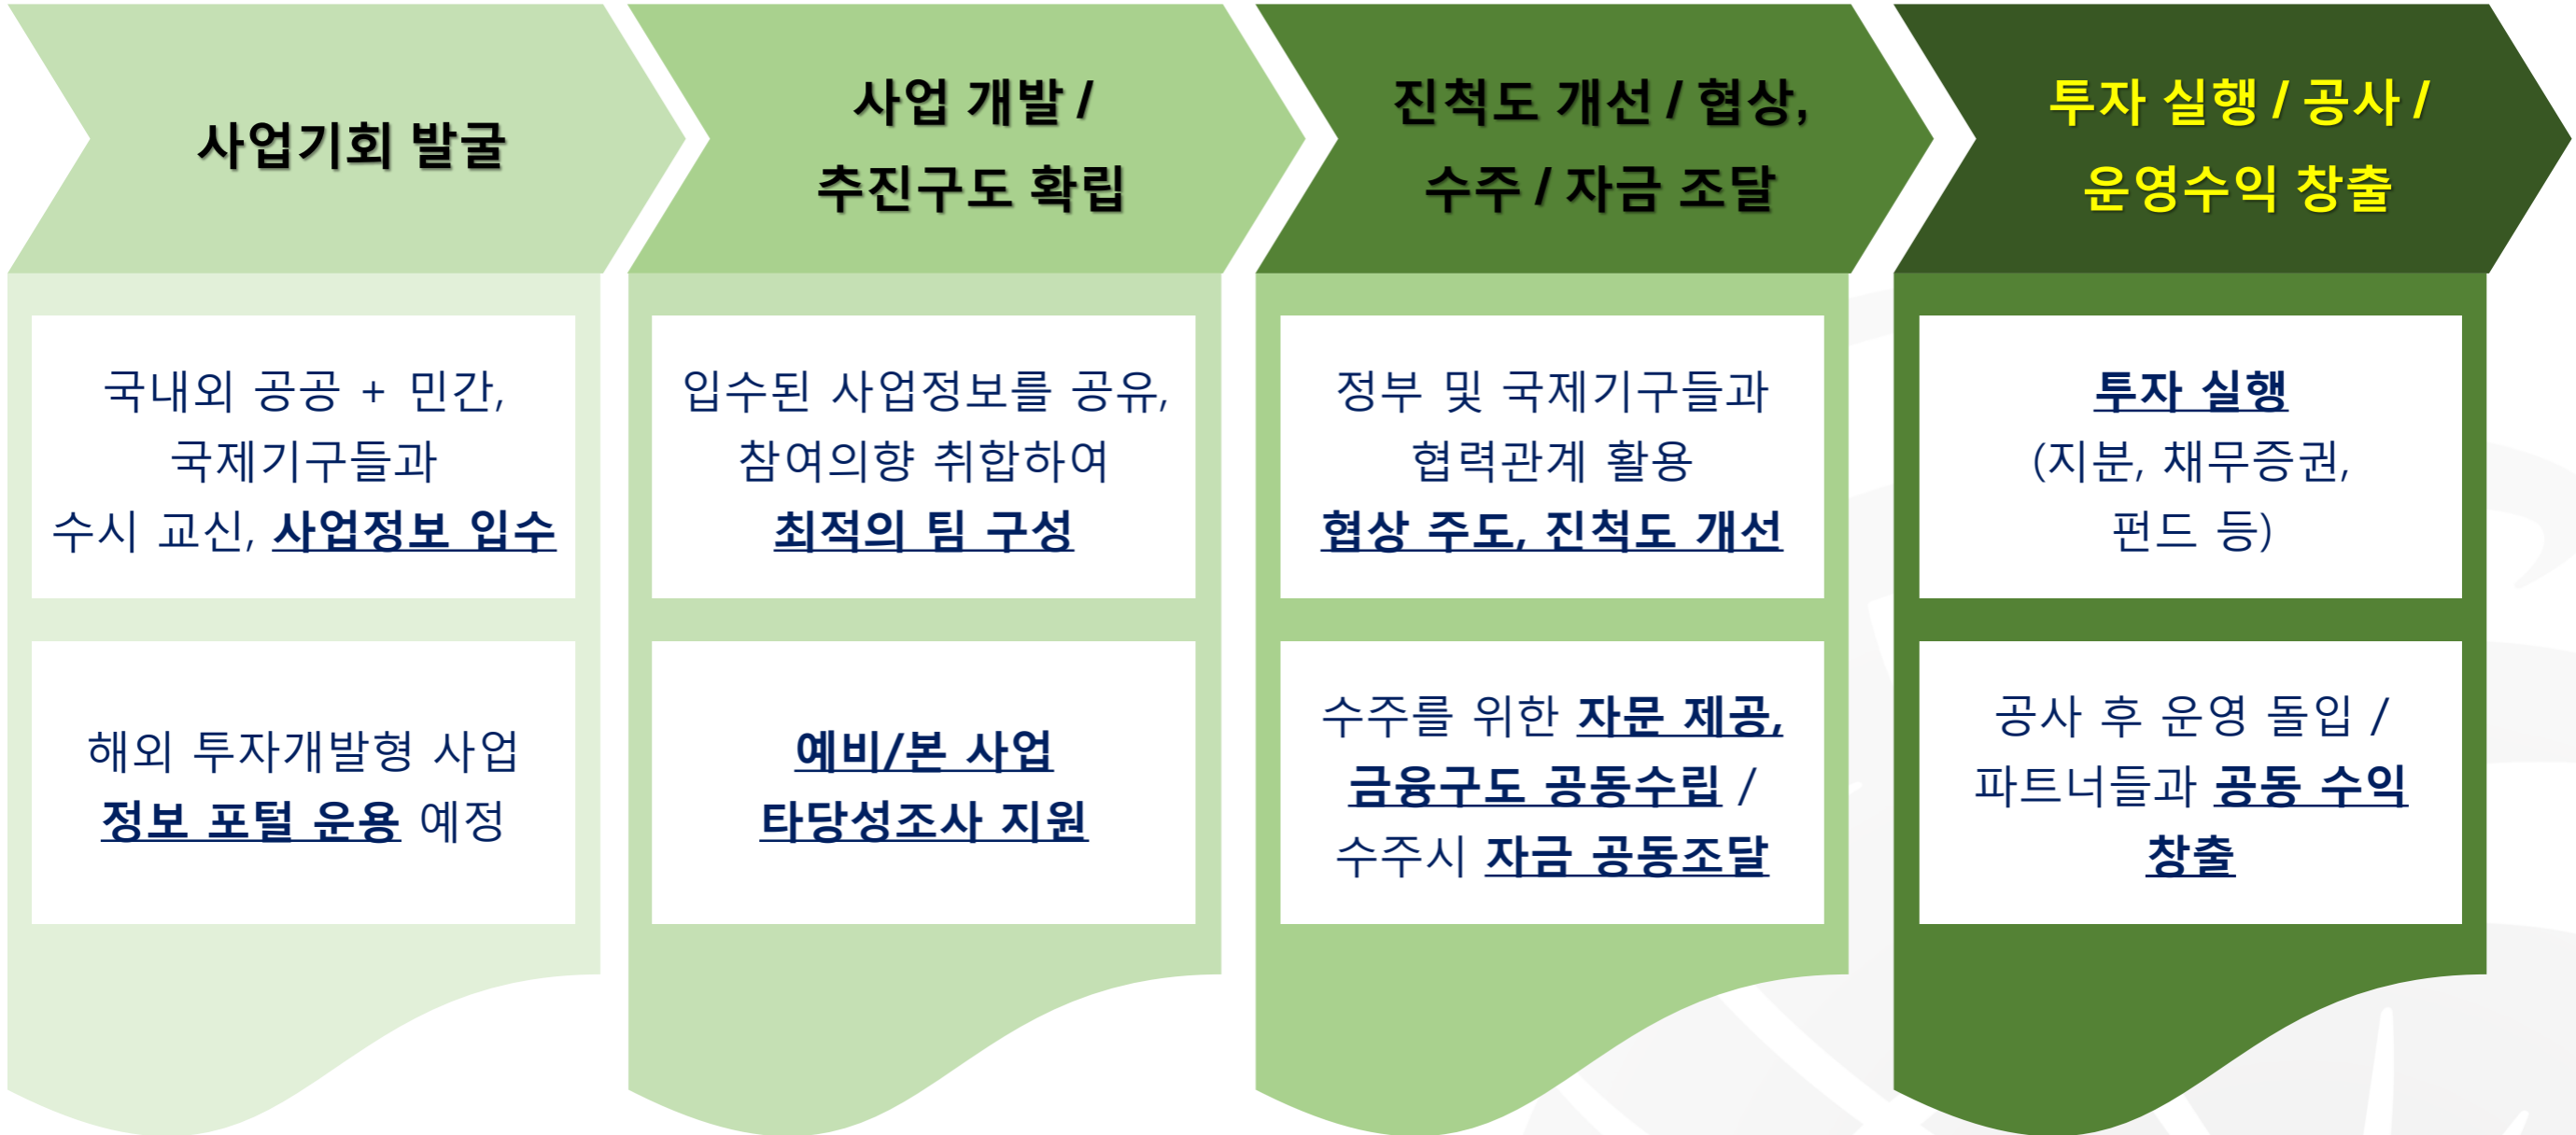 사업기회 발굴
사업 개발 /
추진구도 확립
진척도 개선 / 협상,
수주 / 자금 조달
투자 실행 / 공사 /
운영수익 창출
국내외 공공 + 민간,
국제기구들과
수시 교신, 사업정보 입수
해외 투자개발형 사업
정보 포털 운용 예정
입수된 사업정보를 공유,
참여의향 취합하여
최적의 팀 구성
예비/본 사업
타당성조사 지원
정부 및 국제기구들과
협력관계 활용
협상 주도, 진척도 개선
수주를 위한 자문 제공,
금융구도 공동수립 /
수주시 자금 공동조달
투자 실행
(지분, 채무증권,
펀드 등)
공사 후 운영 돌입 /
파트너들과 공동 수익
창출